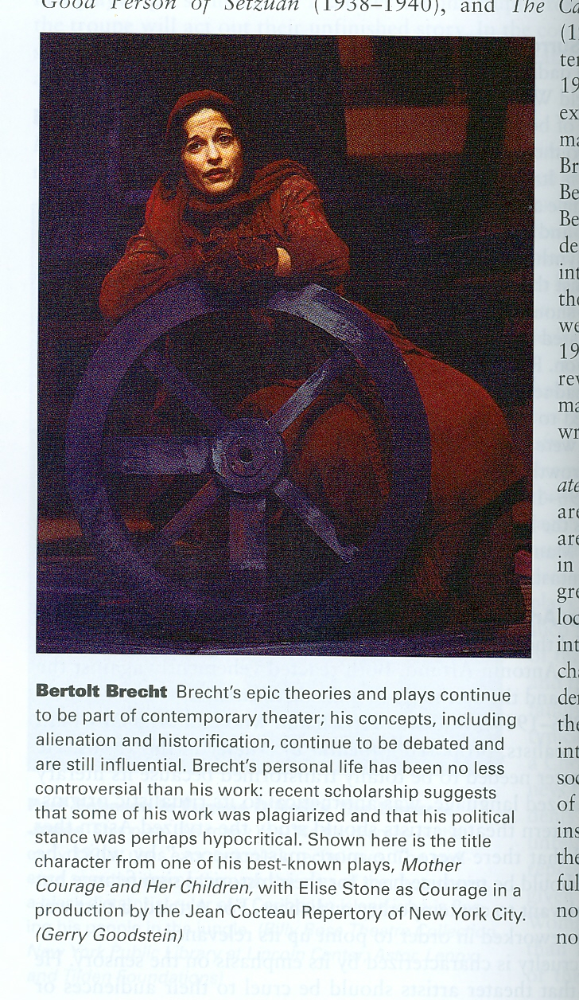 Good Person of Setzuan (1938–1940), and The Ca
Bertolt Brecht Brecht's epic theories and plays continue
to be part of contemporary theater; his concepts, including
alienation and historification, continue to be debated and
are still influential. Brecht's personal life has been no less
controversial than his work: recent scholarship suggests
that some of his work was plagiarized and that his political
stance was perhaps hypocritical. Shown here is the title
character from one of his best-known plays, Mother
Courage and Her Children, with Elise Stone as Courage in a
production by the Jean Cocteau Repertory of New York City.
(Gerry Goodstein)
(1
ter
19
ex
ma
Br
Be
Be
de
int
the
we
19
rev
ma
wr
ate
are
are
in
gre
loc
int
cha
der
the
int
soc
of
ins
the
ful
no
no